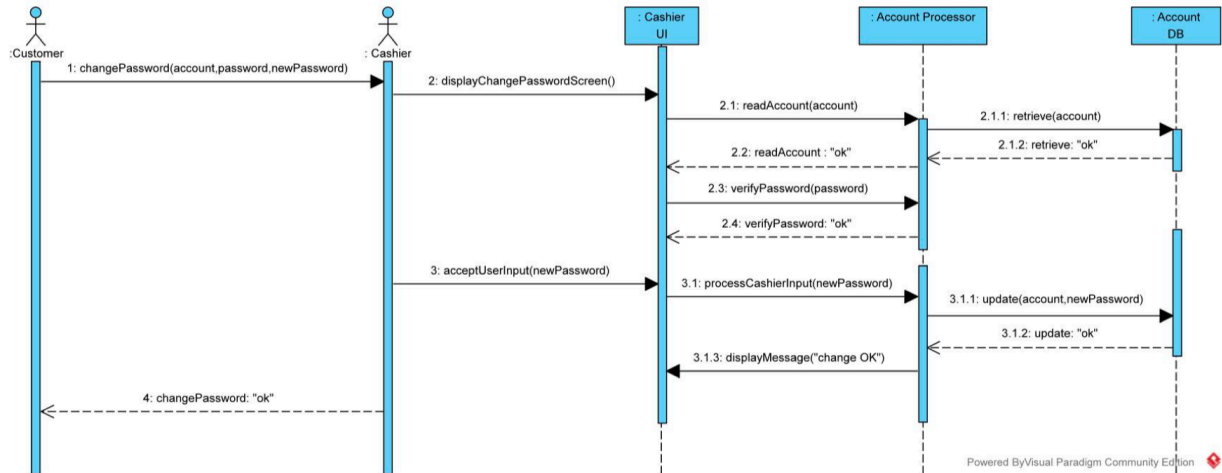 :Customer
: Cashier
: Cashier
UI
: Account Processor
: Account
DB
1: changePassword(account,password,newPassword)
2: displayChangePasswordScreen()
2.1: readAccount(account)
2.1.1: retrieve(account)
2.1.2: retrieve: "ok"
2.2: readAccount : "ok"
2.3: verifyPassword(password)
2.4: verifyPassword: "ok"
3: acceptUserInput(newPassword)
3.1: processCashierInput(newPassword)
3.1.1: update(account,newPassword)
3.1.2: update: "ok"
3.1.3: displayMessage("change OK")
4: changePassword: "ok"
Powered ByVisual Paradigm Community Edition